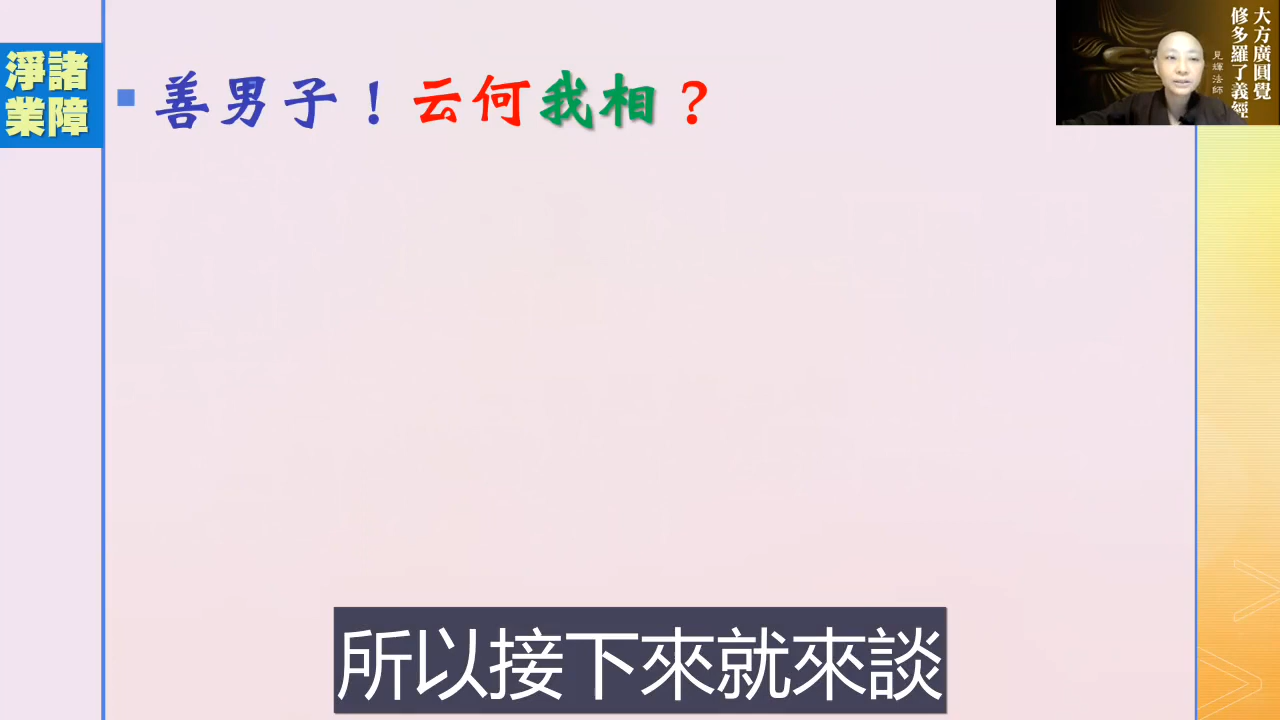 淨諸
業障
善男子！云何我相？
大方廣圓覺
修多羅了義經
見輝法師
所以接下來就來談